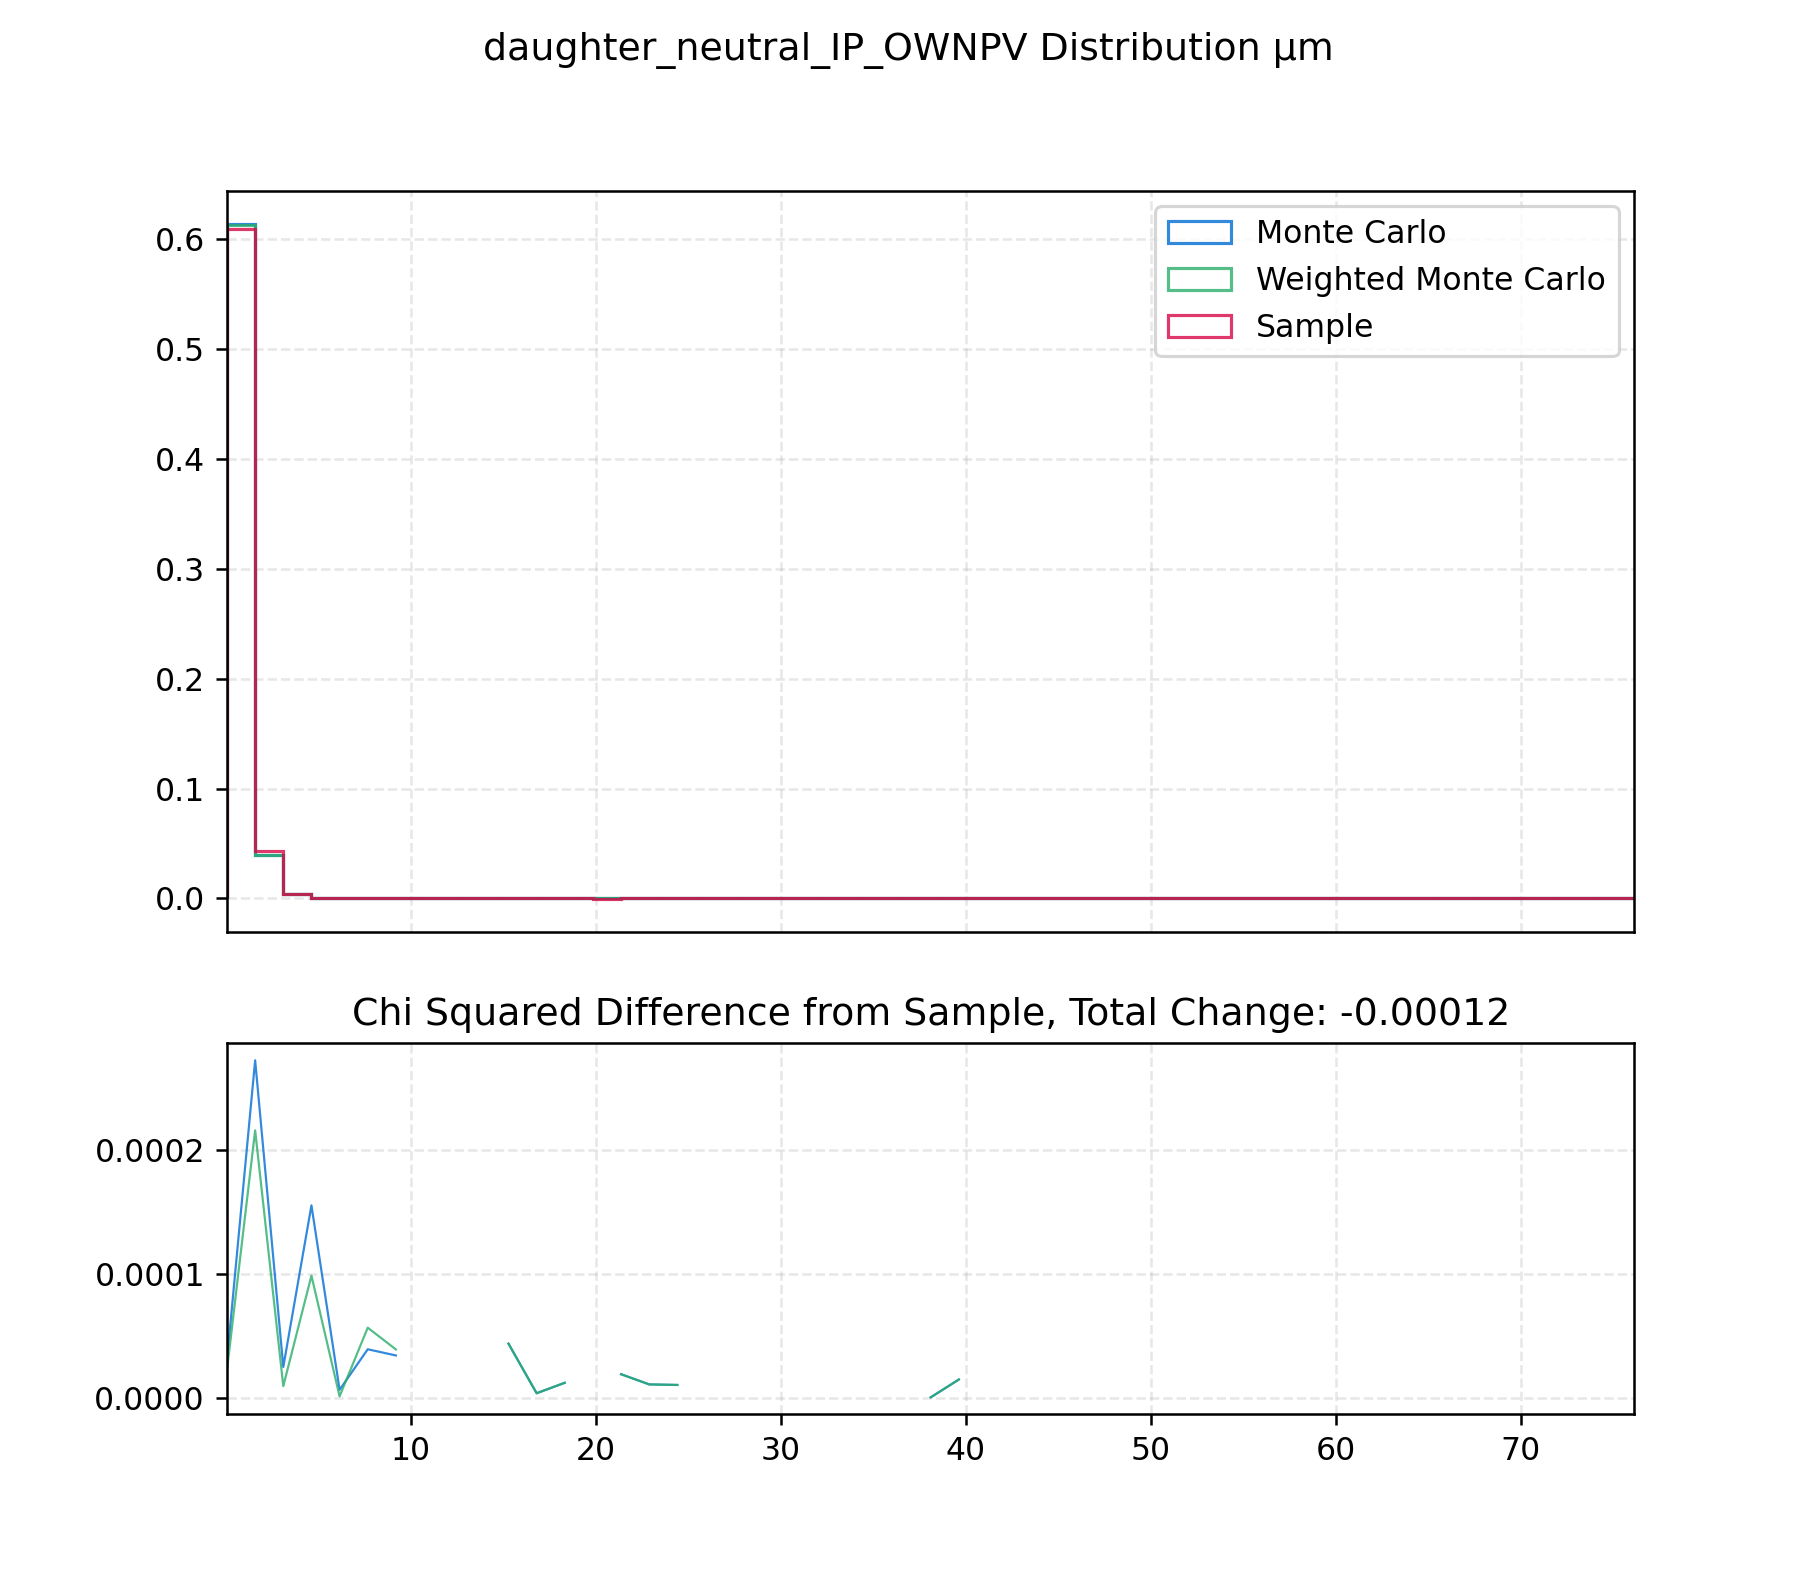 daughter_neutral_IP_OWNPV Distribution µm
0.6
0.5
0.4
0.3
0.2
0.1
0.0
Monte Carlo
Weighted Monte Carlo
Sample
Chi Squared Difference from Sample, Total Change: -0.00012
0.0002
0.0001
0.0000
10 20 30 40 50 60 70